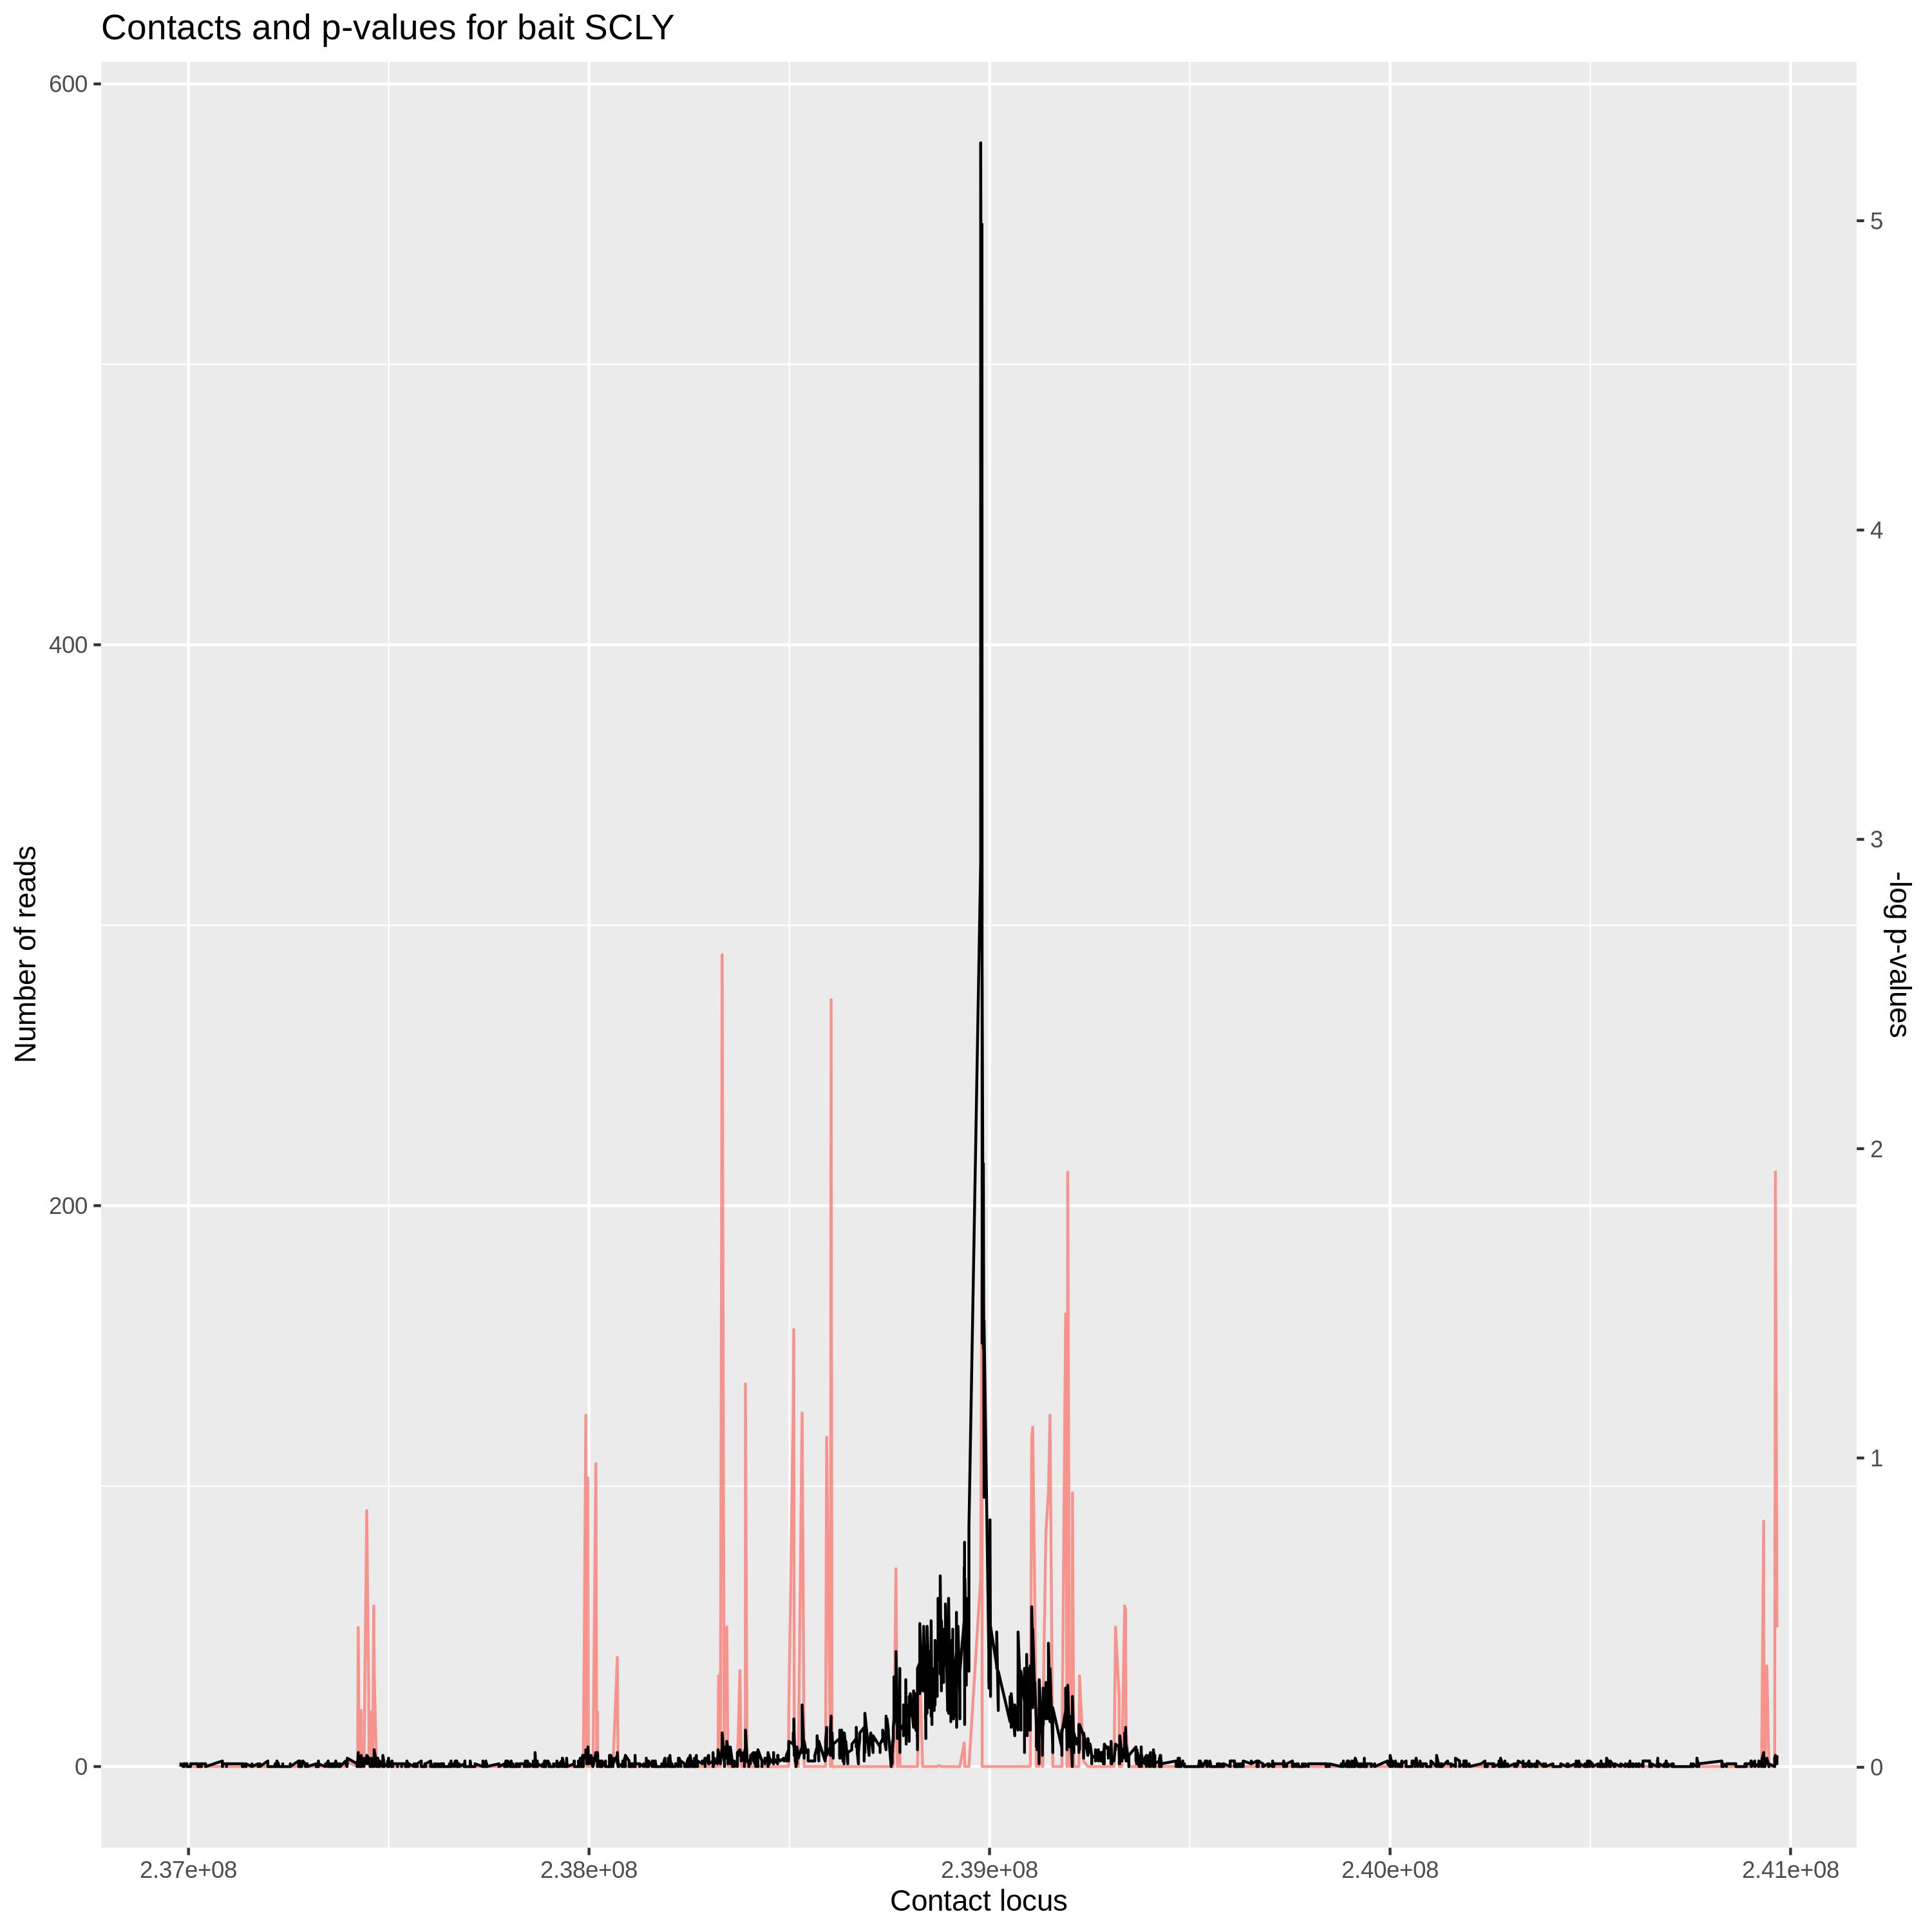 Contacts and p-values for bait SCLY
600
400
200
0
Number of reads
5
4
3
2
1
0
-log p-values
2.37e+08 2.38e+08 2.39e+08 2.40e+08 2.41e+08
Contact locus